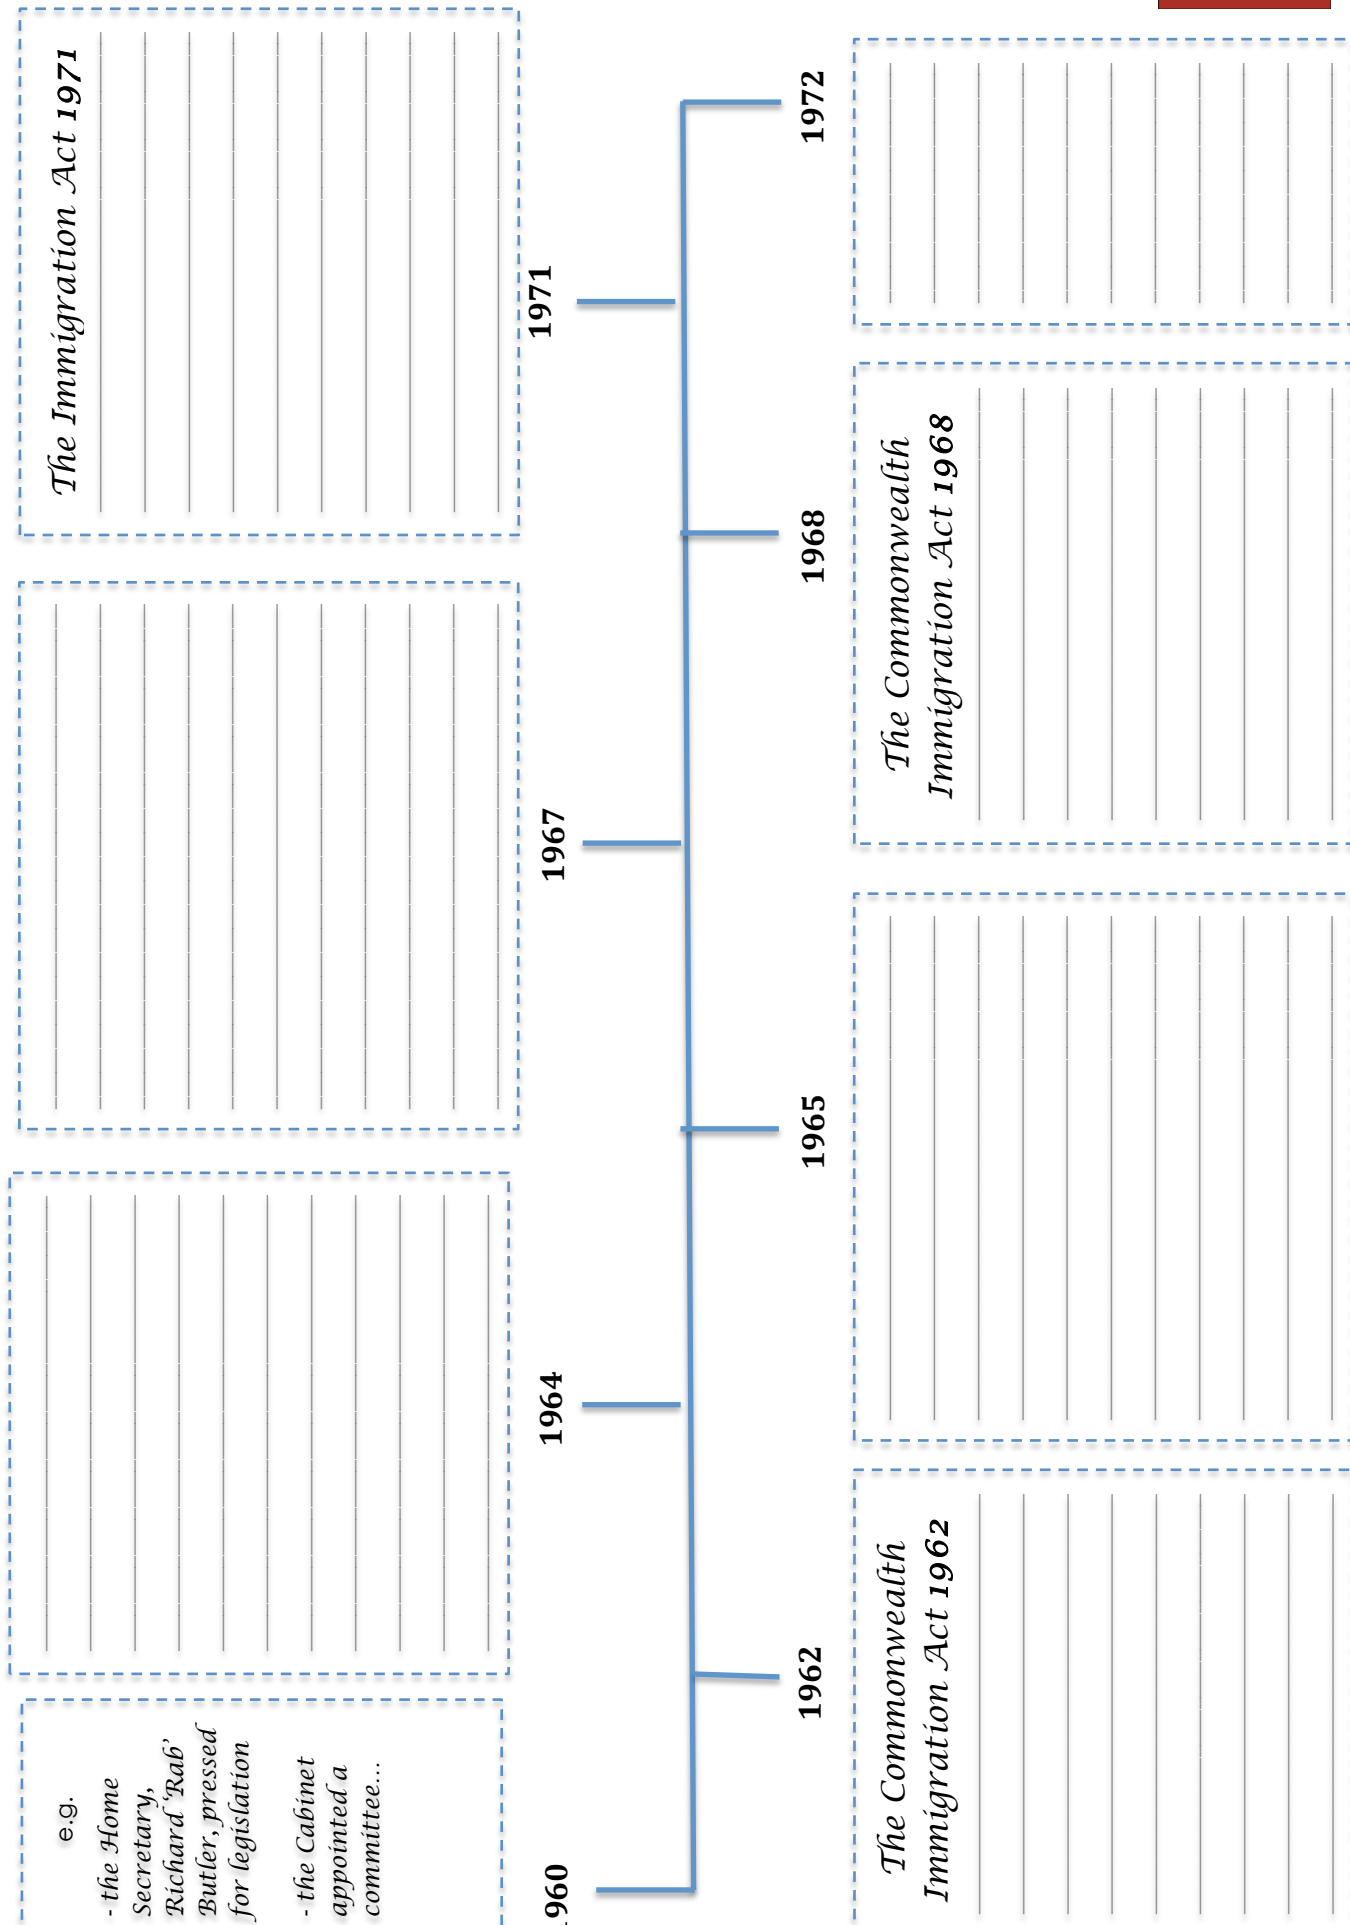 e.g.
- the Home
Secretary,
Richard ‘Rab’
Butler, pressed
for legislation
- the Cabinet
appointed a
committee...
The Immigration Act 1971
1960
1964
1967
1971
1962
1965
1968
1972
The Commonwealth
Immigration Act 1962
The Commonwealth
Immigration Act 1968